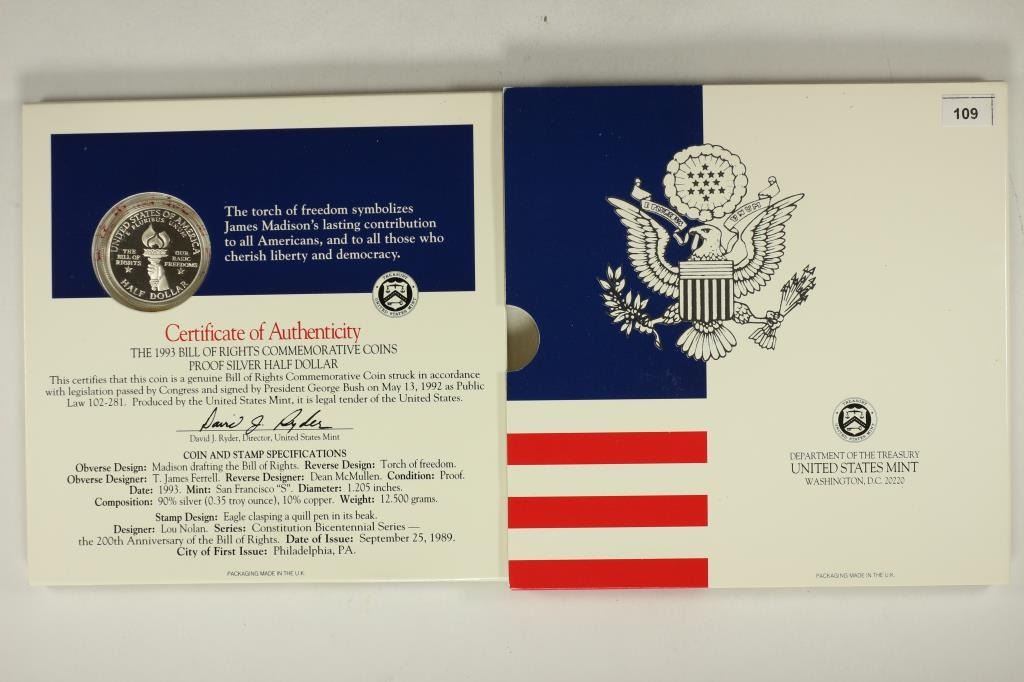 The torch of freedom symbolizes
James Madison's lasting contribution
to all Americans, and to all those who
cherish liberty and democracy.
UNITED STATES OF AMERICA
E PLURIBUS UNUM
THE
BILL OF
RIGHTS
OUR
BASIC
FREEDOMS
HALF DOLLAR
Certificate of Authenticity
THE 1993 BILL OF RIGHTS COMMEMORATIVE COINS
PROOF SILVER HALF DOLLAR
This certifies that this coin is a genuine Bill of Rights Commemorative Coin struck in accordance
with legislation passed by Congress and signed by President George Bush on May 13, 1992 as Public
Law 102-281. Produced by the United States Mint, it is legal tender of the United States.
David J. Ryder
David J. Ryder, Director, United States Mint
COIN AND STAMP SPECIFICATIONS
Obverse Design: Madison drafting the Bill of Rights. Reverse Design: Torch of freedom.
Obverse Designer: T. James Ferrell. Reverse Designer: Dean McMullen. Condition: Proof.
Date: 1993. Mint: San Francisco "S". Diameter: 1.205 inches.
Composition: 90% silver (0.35 troy ounce), 10% copper. Weight: 12.500 grams.
Stamp Design: Eagle clasping a quill pen in its beak.
Designer: Lou Nolan. Series: Constitution Bicentennial Series —
the 200th Anniversary of the Bill of Rights. Date of Issue: September 25, 1989.
City of First Issue: Philadelphia, PA.
PACKAGING MADE IN THE U.K.
109
DEPARTMENT OF THE TREASURY
UNITED STATES MINT
WASHINGTON, D.C. 20220
PACKAGING MADE IN THE U.K.